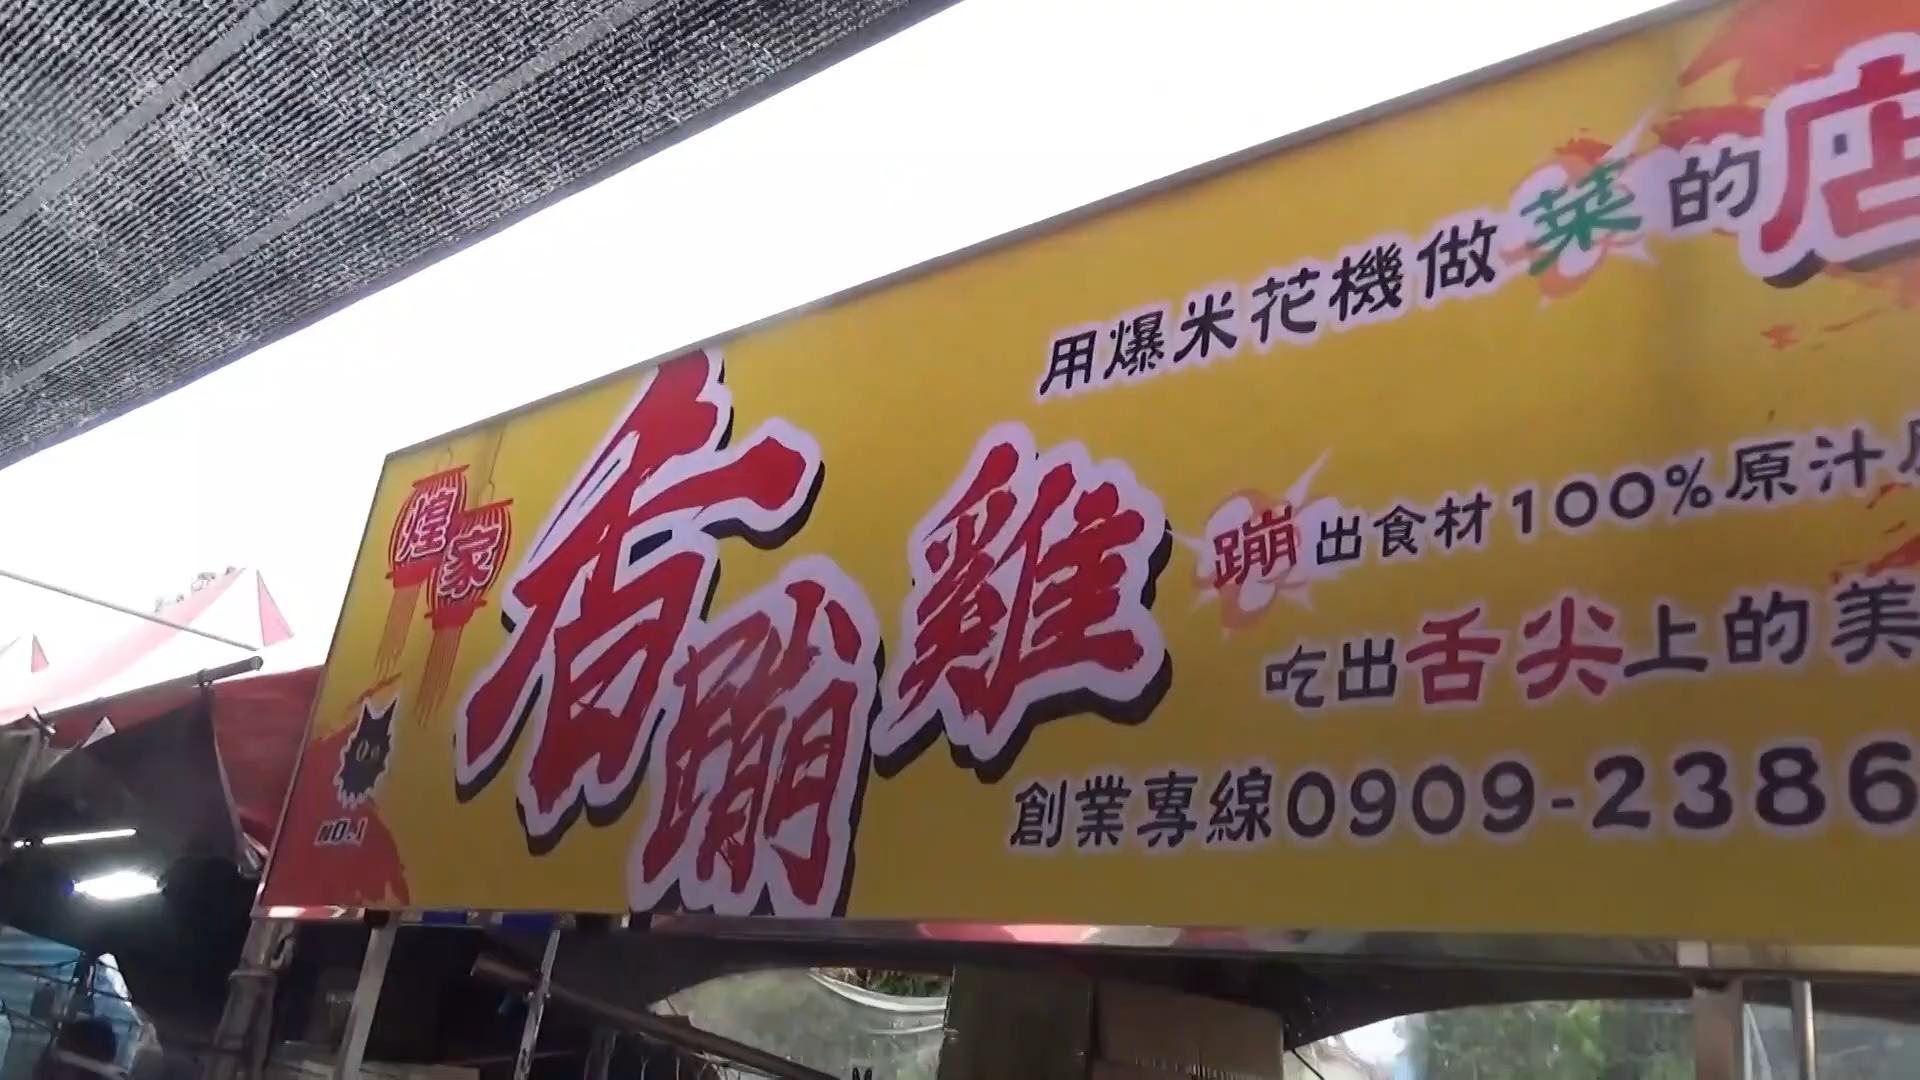 煌家
香蹦雞
NO.1
用爆米花機做菜的店
蹦出食材100%原汁
吃出舌尖上的美
創業專線0909-2386